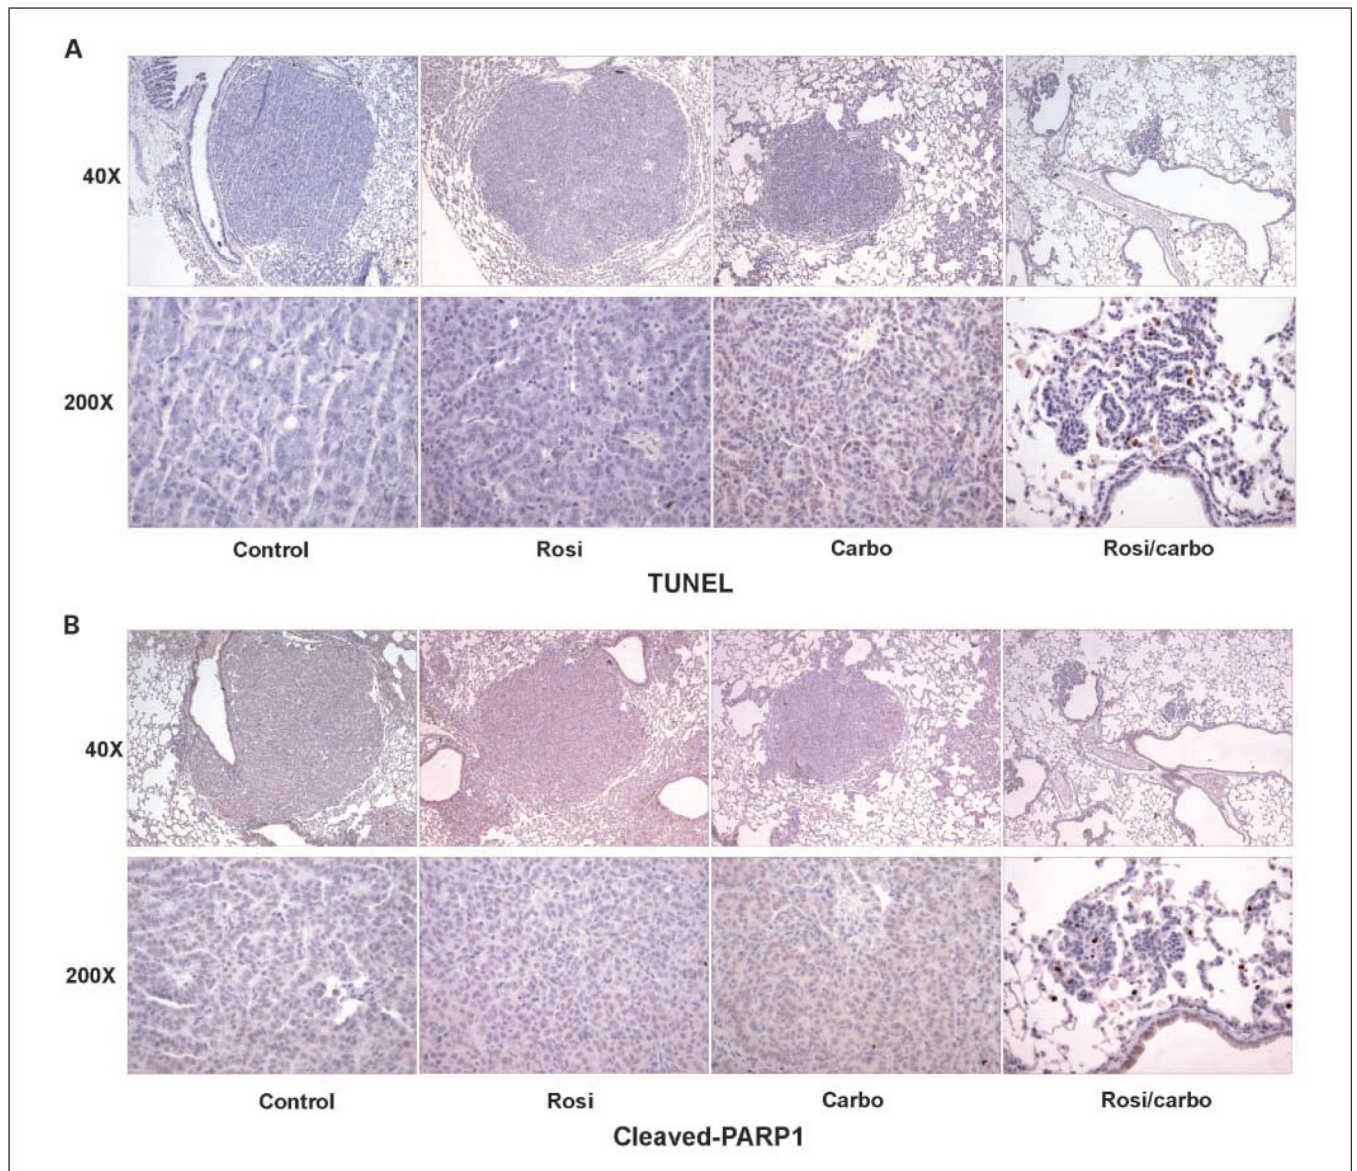 A
40X
200X
Control Rosi Carbo Rosi/carbo
TUNEL
B
40X
200X
Control Rosi Carbo Rosi/carbo
Cleaved-PARP1